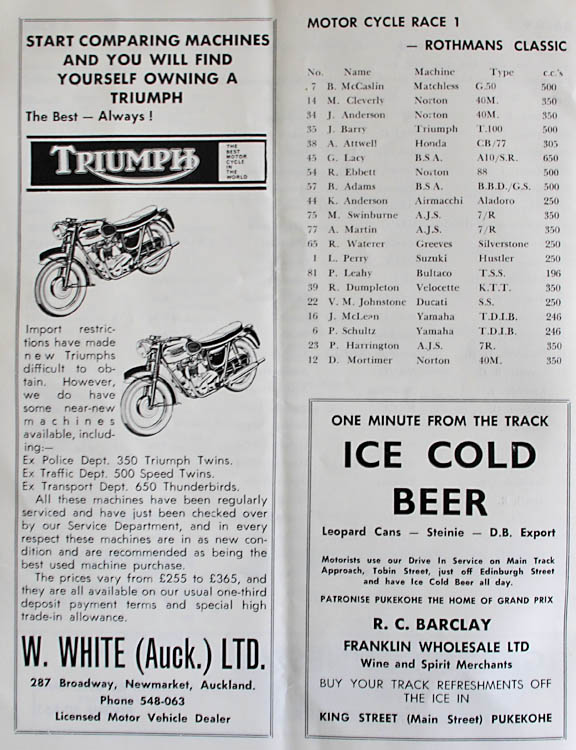 START COMPARING MACHINES
AND YOU WILL FIND
YOURSELF OWNING A
TRIUMPH
The Best — Always !
TRIUMPH
THE
BEST
MOTOR
CYCLE
IN
THE
WORLD
Import restric-
tions have made
new Triumphs
difficult to ob-
tain. However,
we do have
some near-new
machines
available, includ-
ing:—
Ex Police Dept. 350 Triumph Twins.
Ex Traffic Dept. 500 Speed Twins.
Ex Transport Dept. 650 Thunderbirds.
All these machines have been regularly
serviced and have just been checked over
by our Service Department, and in every
respect these machines are in as new con-
dition and are recommended as being the
best used machine purchase.
The prices vary from £255 to £365, and
they are all available on our usual one-third
deposit payment terms and special high
trade-in allowance.
W. WHITE (Auck.) LTD.
287 Broadway, Newmarket, Auckland.
Phone 548-063
Licensed Motor Vehicle Dealer
MOTOR CYCLE RACE 1
— ROTHMANS CLASSIC
No. Name Machine Type c.c.'s
7 B. McCaslin Matchless G.50 500
14 M. Cleverly Norton 40M. 350
34 J. Anderson Norton 40M. 350
35 J. Barry Triumph T.100 500
38 A. Attwell Honda CB/77 305
45 G. Lacy B.S.A. A10/S.R. 650
54 R. Ebbett Norton 88 500
57 B. Adams B.S.A. B.B.D./G.S. 500
44 K. Anderson Airmacchi Aladoro 250
75 M. Swinburne A.J.S. 7/R 350
77 A. Martin A.J.S. 7/R 350
65 R. Waterer Greeves Silverstone 250
1 L. Perry Suzuki Hustler 250
81 P. Leahy Bultaco T.S.S. 196
39 R. Dumpleton Velocette K.T.T. 350
22 V. M. Johnstone Ducati S.S. 250
16 J. McLean Yamaha T.D.I.B. 246
6 P. Schultz Yamaha T.D.I.B. 246
23 P. Harrington A.J.S. 7R. 350
12 D. Mortimer Norton 40M. 350
ONE MINUTE FROM THE TRACK
ICE COLD
BEER
Leopard Cans — Steinie — D.B. Export
Motorists use our Drive In Service on Main Track
Approach, Tobin Street, just off Edinburgh Street
and have Ice Cold Beer all day.
PATRONISE PUKEKOHE THE HOME OF GRAND PRIX
R. C. BARCLAY
FRANKLIN WHOLESALE LTD
Wine and Spirit Merchants
BUY YOUR TRACK REFRESHMENTS OFF
THE ICE IN
KING STREET (Main Street) PUKEKOHE